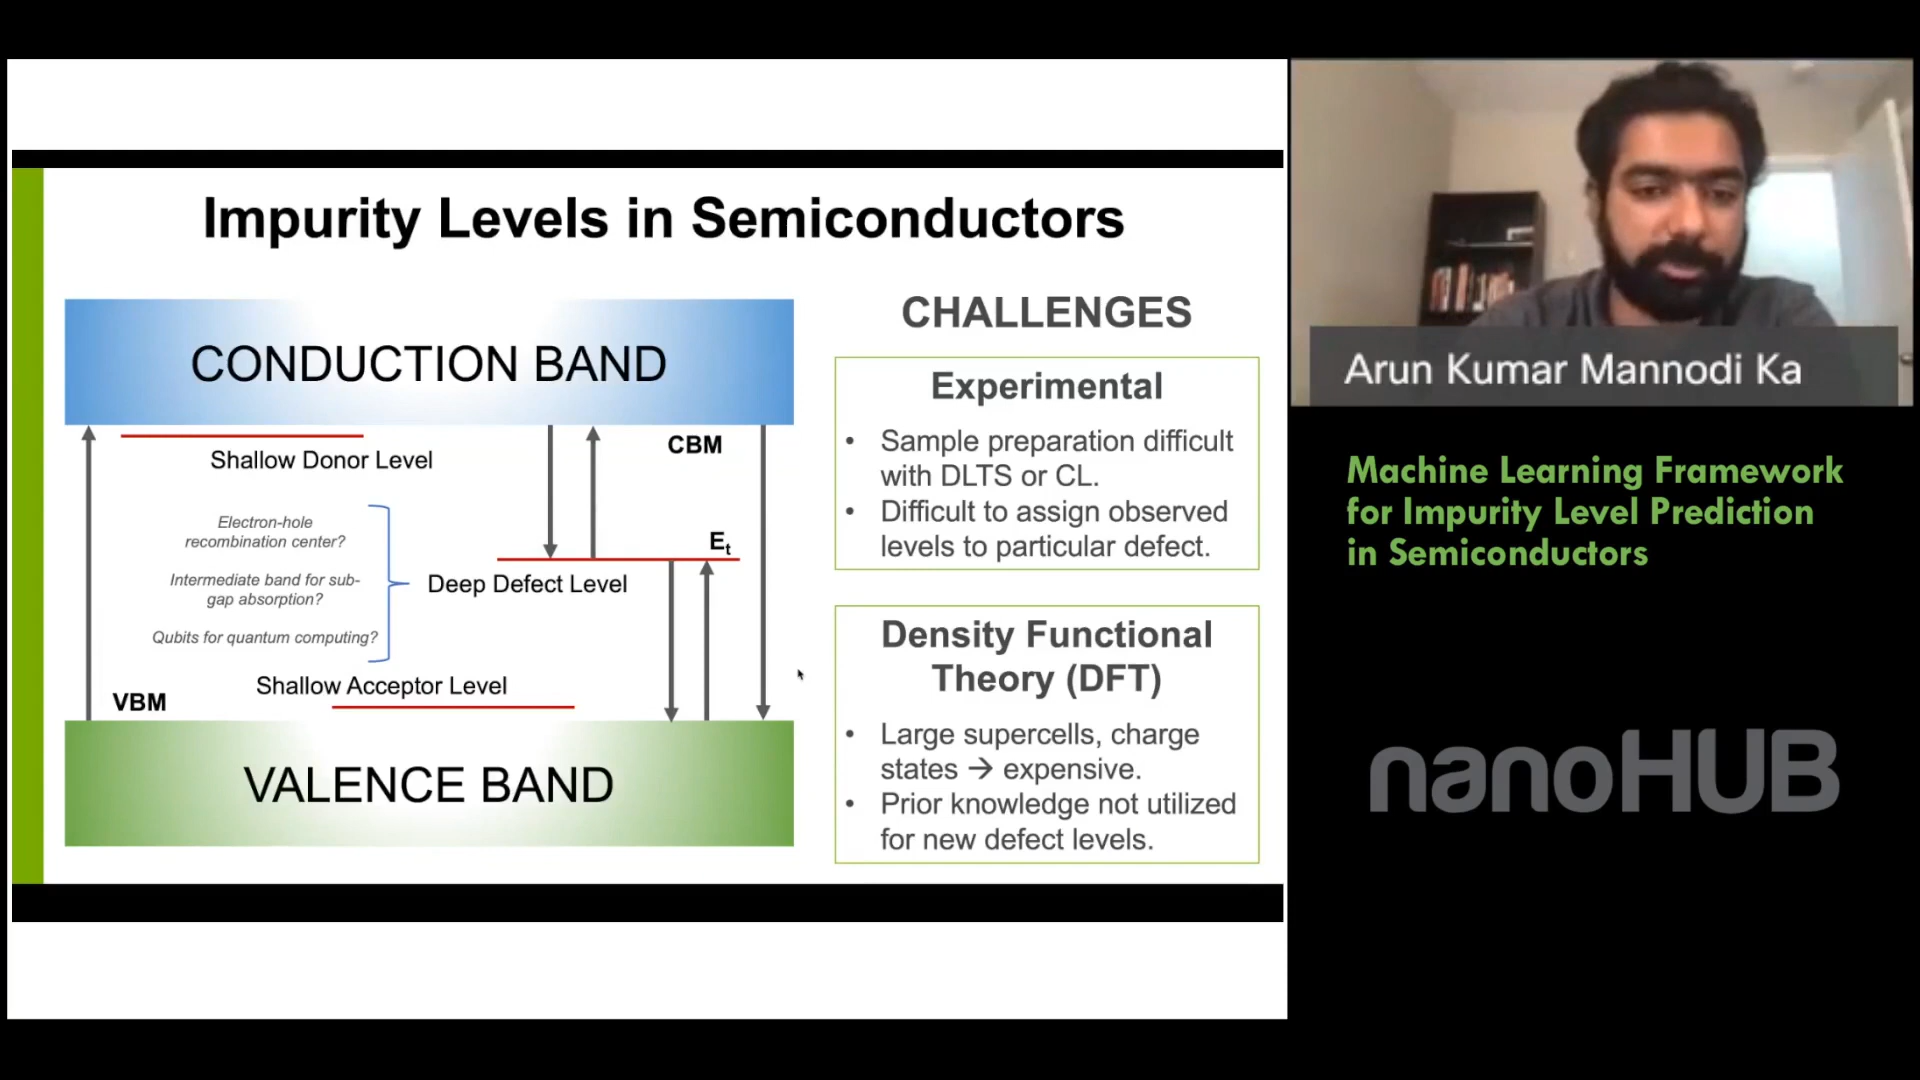 Impurity Levels in Semiconductors
CONDUCTION BAND
Shallow Donor Level
CBM
Electron-hole
recombination center?
Intermediate band for sub-
gap absorption?
Qubits for quantum computing?
Et
Deep Defect Level
Shallow Acceptor Level
VBM
VALENCE BAND
CHALLENGES
Experimental
• Sample preparation difficult
with DLTS or CL.
• Difficult to assign observed
levels to particular defect.
Density Functional
Theory (DFT)
• Large supercells, charge
states → expensive.
• Prior knowledge not utilized
for new defect levels.
Arun Kumar Mannodi Ka
Machine Learning Framework
for Impurity Level Prediction
in Semiconductors
nanoHUB